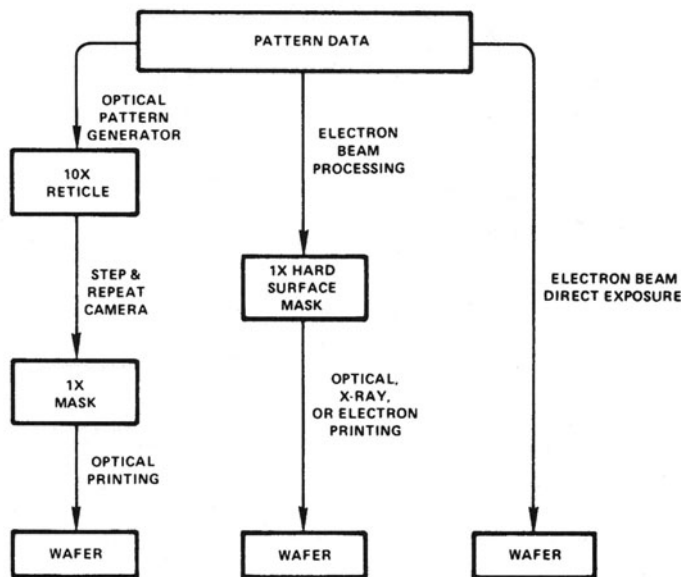 PATTERN DATA
OPTICAL
PATTERN
GENERATOR
10X
RETICLE
STEP &
REPEAT
CAMERA
1X
MASK
OPTICAL
PRINTING
WAFER
ELECTRON
BEAM
PROCESSING
1X HARD
SURFACE
MASK
OPTICAL,
X-RAY,
OR ELECTRON
PRINTING
WAFER
ELECTRON BEAM
DIRECT EXPOSURE
WAFER